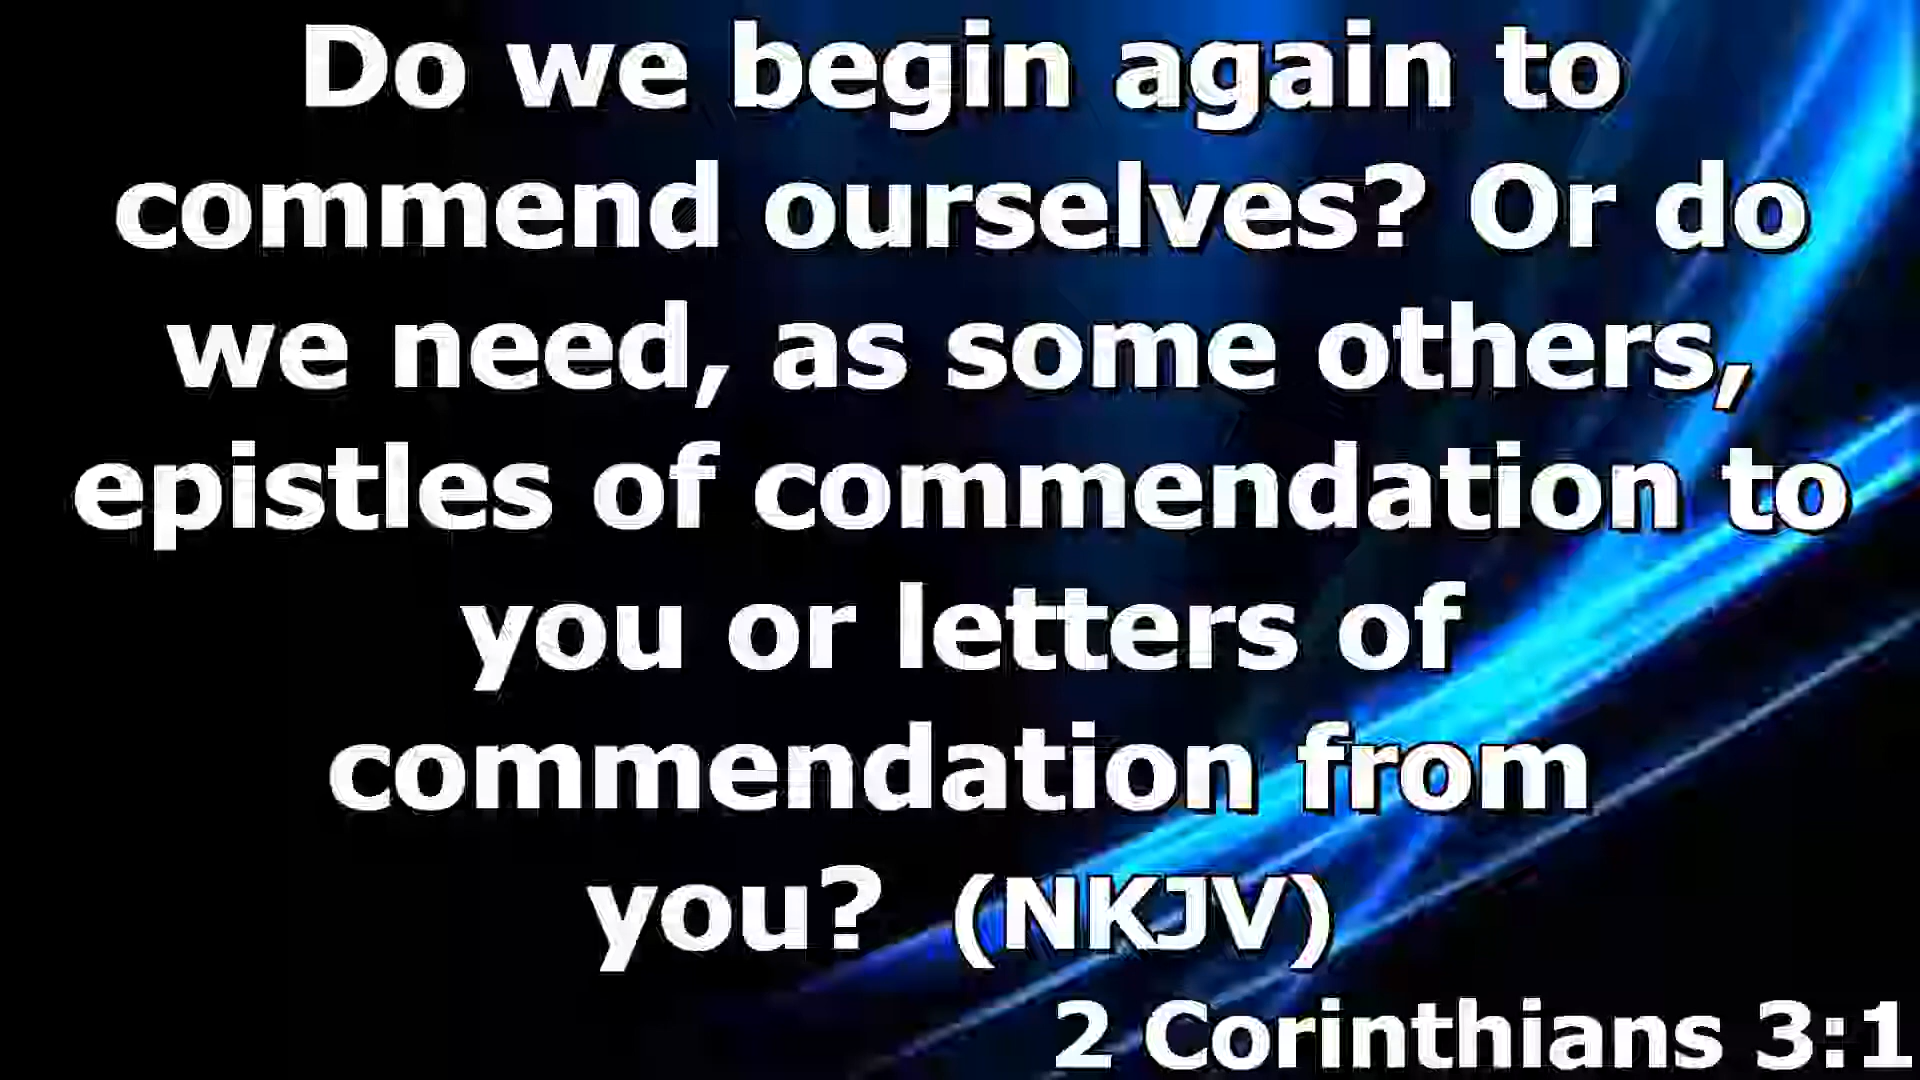 Do we begin again to
commend ourselves? Or do
we need, as some others,
epistles of commendation to
you or letters of
commendation from
you? (NKJV)
2 Corinthians 3:1